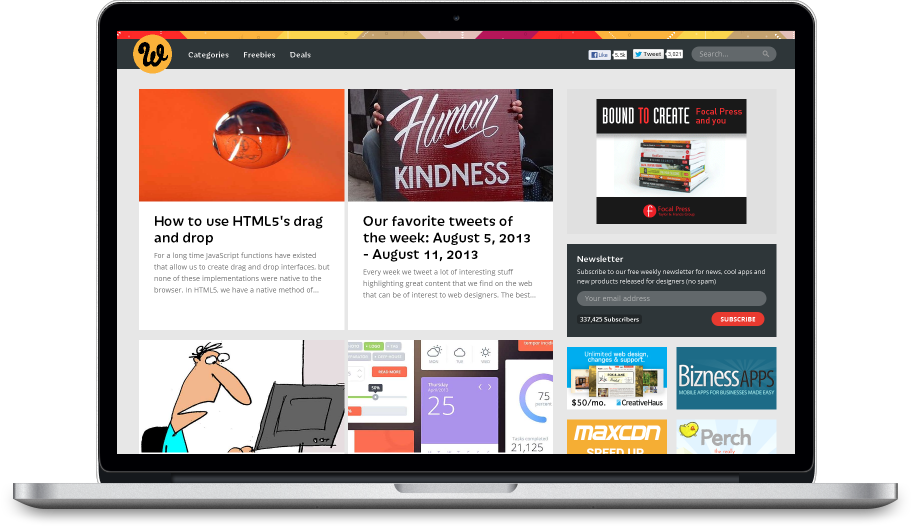 W
Categories Freebies Deals
Like 5.5k Tweet 3,021 Search...
Human
KINDNESS
BOUND TO CREATE
Focal Press
and you
Focal Press
How to use HTML5's drag
and drop
For a long time JavaScript functions have existed
that allow us to create drag and drop interfaces, but
none of these implementations were native to the
browser. In HTML5, we have a native method of...
Our favorite tweets of
the week: August 5, 2013
- August 11, 2013
Every week we tweet a lot of interesting stuff
highlighting great content that we find on the web
that can be of interest to web designers. The best...
Newsletter
Subscribe to our free weekly newsletter for news, cool apps and
new products released for designers (no spam)
Your email address
337,425 Subscribers
SUBSCRIBE
READ MORE
50%
Thursday
25
75
Tasks completed
21,125
Unlimited web design,
changes & support.
$50/mo. CreativeHaus
BiznessAPPS
MOBILE APPS FOR BUSINESSES MADE EASY
maxcdn
SPEED UP
Perch
the really